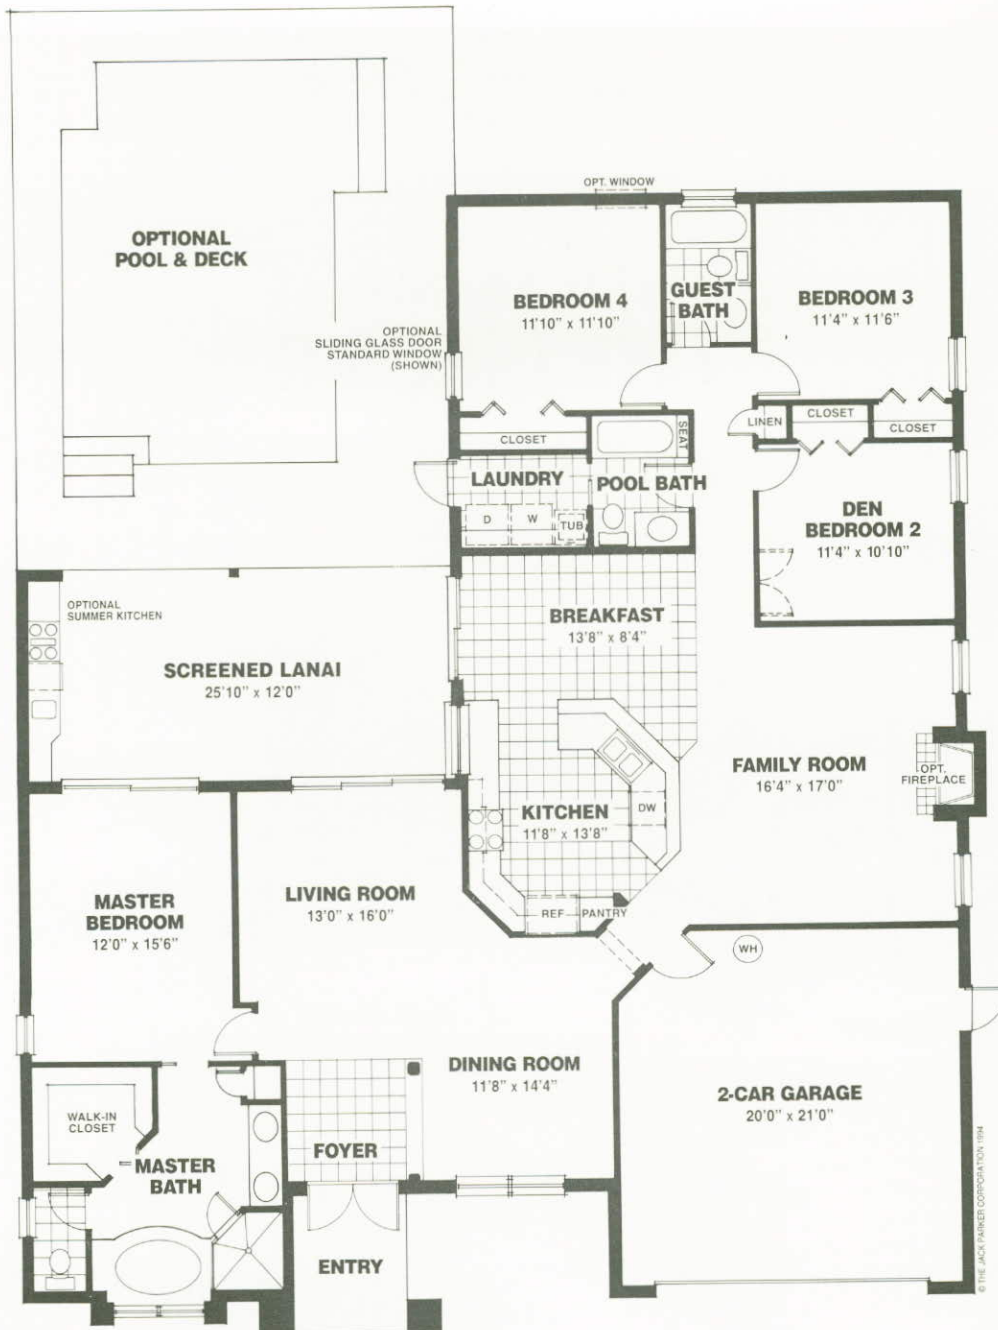 OPT. WINDOW
OPTIONAL
POOL & DECK
BEDROOM 4
11'10" x 11'10"
GUEST
BATH
BEDROOM 3
11'4" x 11'6"
OPTIONAL
SLIDING GLASS DOOR
STANDARD WINDOW
(SHOWN)
CLOSET
SEAT
LINEN
CLOSET
CLOSET
LAUNDRY
POOL BATH
D
W
TUB
DEN
BEDROOM 2
11'4" x 10'10"
OPTIONAL
SUMMER KITCHEN
BREAKFAST
13'8" x 8'4"
SCREENED LANAI
25'10" x 12'0"
FAMILY ROOM
16'4" x 17'0"
OPT.
FIREPLACE
KITCHEN
11'8" x 13'8"
DW
MASTER
BEDROOM
12'0" x 15'6"
LIVING ROOM
13'0" x 16'0"
REF
PANTRY
WH
DINING ROOM
11'8" x 14'4"
2-CAR GARAGE
20'0" x 21'0"
WALK-IN
CLOSET
MASTER
BATH
FOYER
ENTRY
© THE JACK PARKER CORPORATION 1994